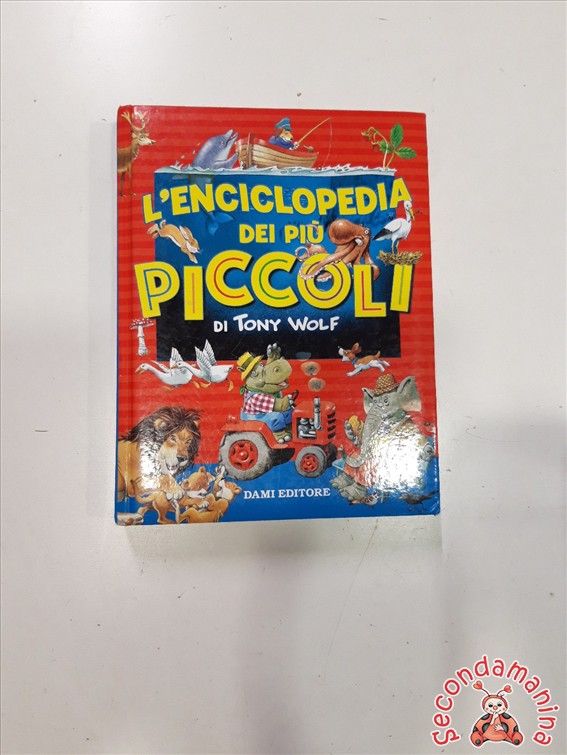 L'ENCICLOPEDIA
DEI PIÙ
PICCOLI
DI TONY WOLF
DAMI EDITORE
Secondamanina